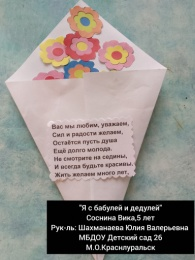 Вас мы любим, уважаем,
Сил и радости желаем,
Остаётся пусть душа
Ещё долго молода.
Не смотрите на седины,
И всегда будьте красивы.
Жить желаем много лет,
"Я с бабулей и дедулей"
Соснина Вика,5 лет
Рук-ль: Шахманаева Юлия Валерьевна
МБДОУ Детский сад 26
М.О.Красноуральск